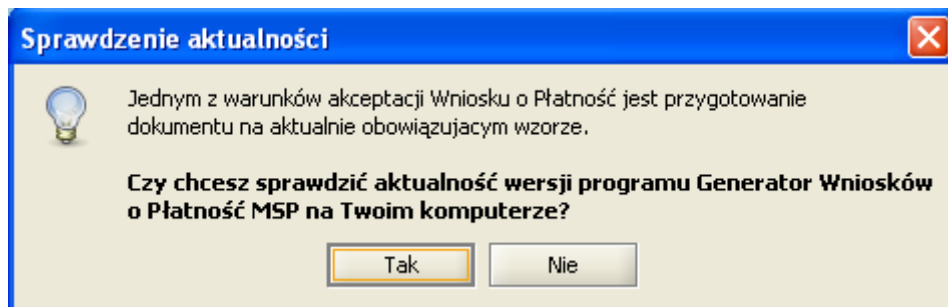 Sprawdzenie aktualności
Jednym z warunków akceptacji Wniosku o Płatność jest przygotowanie
dokumentu na aktualnie obowiązujacym wzorze.
Czy chcesz sprawdzić aktualność wersji programu Generator Wniosków
o Płatność MSP na Twoim komputerze?
Tak Nie